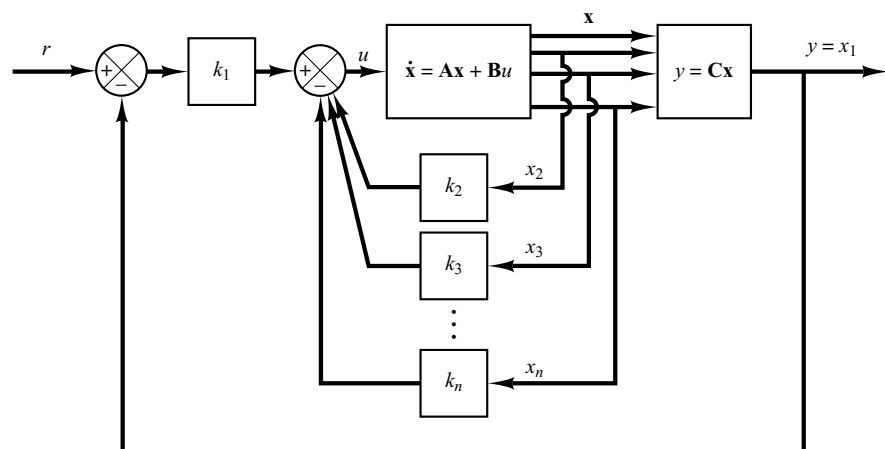 r
+
−
k₁
+
−
u
ẋ = Ax + Bu
x
y = Cx
y = x₁
k₂
x₂
k₃
x₃
kₙ
xₙ